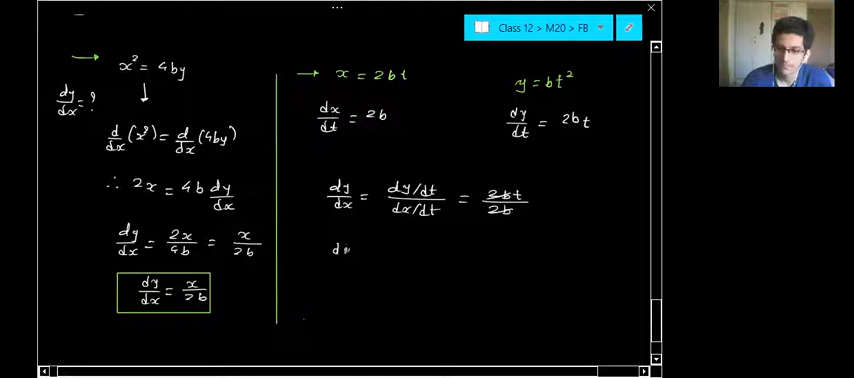 Class 12 > M20 > FB
x² = 4by
dy/dx = ?
d/dx (x²) = d/dx (4by)
∴ 2x = 4b dy/dx
dy/dx = 2x/4b = x/2b
dy/dx = x/2b
x = 2bt
y = bt²
dx/dt = 2b
dy/dt = 2bt
dy/dx = dy/dt / dx/dt = 2bt/2b
d